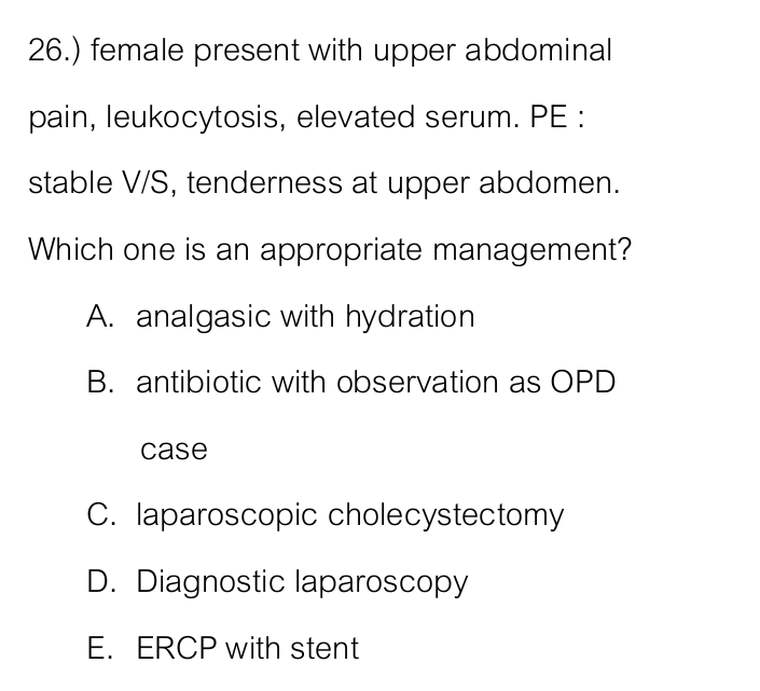 26.) female present with upper abdominal
pain, leukocytosis, elevated serum. PE :
stable V/S, tenderness at upper abdomen.
Which one is an appropriate management?
A. analgasic with hydration
B. antibiotic with observation as OPD
case
C. laparoscopic cholecystectomy
D. Diagnostic laparoscopy
E. ERCP with stent